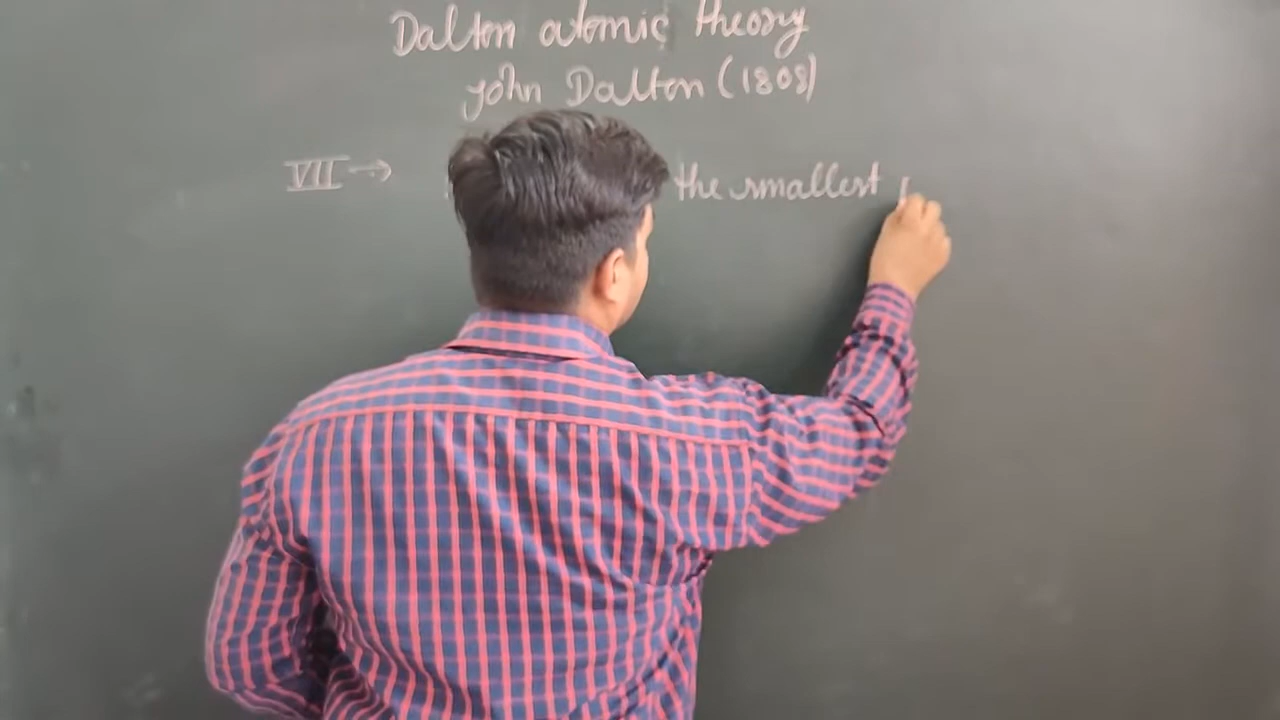 Dalton atomic theory
john Dalton (1808)
VII → the smallest